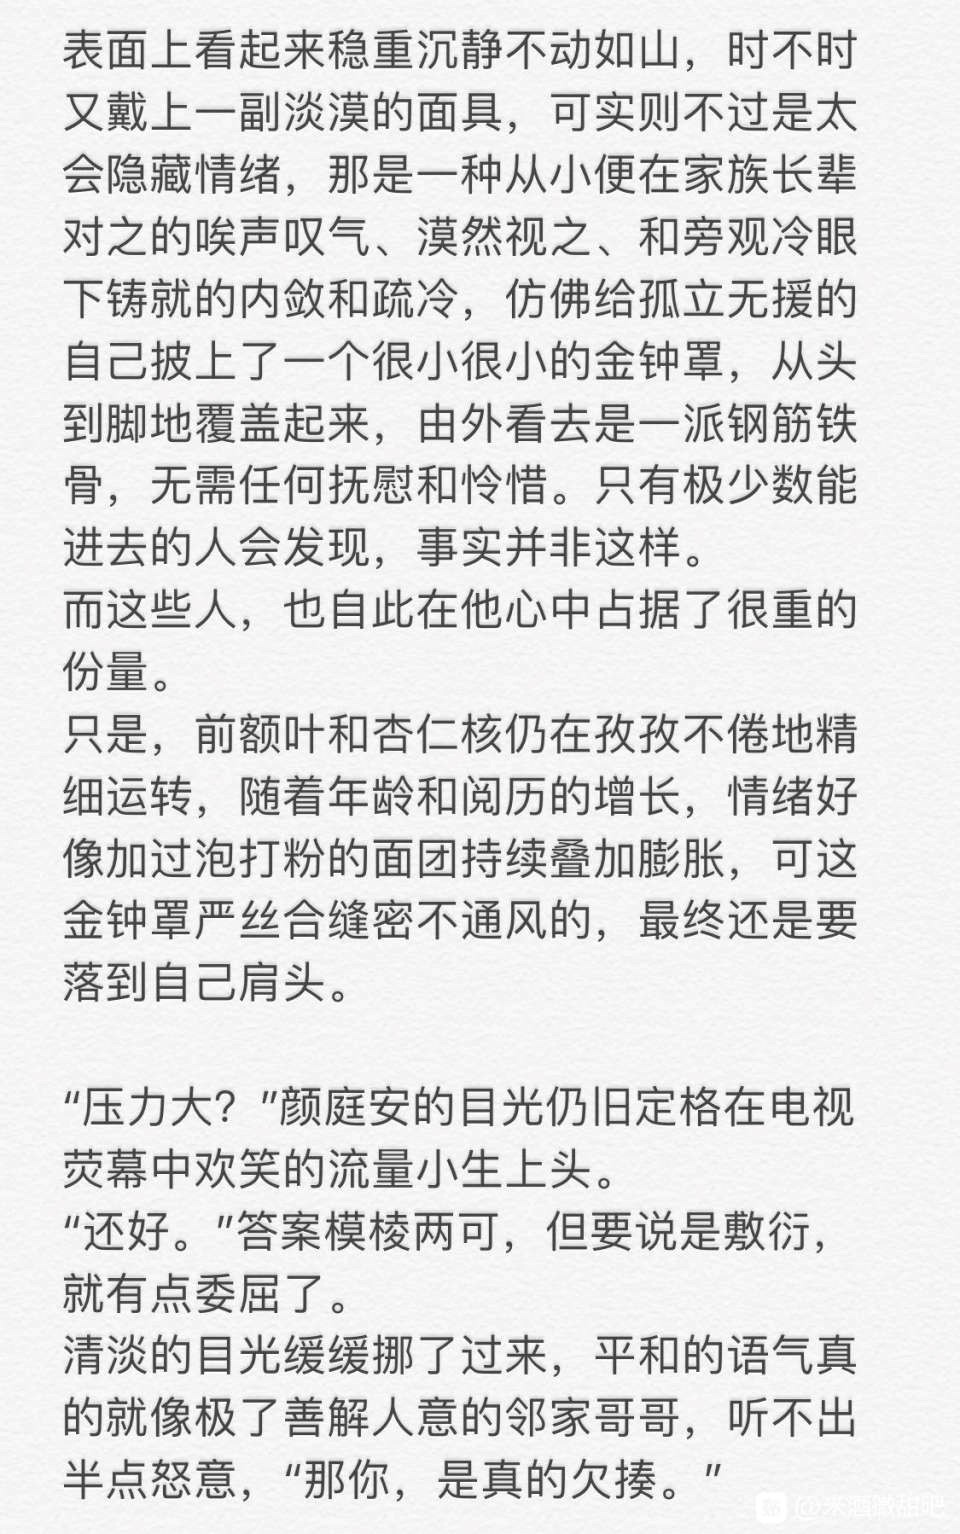 表面上看起来稳重沉静不动如山，时不时
又戴上一副淡漠的面具，可实则不过是太
会隐藏情绪，那是一种从小便在家族长辈
对之的唉声叹气、漠然视之、和旁观冷眼
下铸就的内敛和疏冷，仿佛给孤立无援的
自己披上了一个很小很小的金钟罩，从头
到脚地覆盖起来，由外看去是一派钢筋铁
骨，无需任何抚慰和怜惜。只有极少数能
进去的人会发现，事实并非这样。
而这些人，也自此在他心中占据了很重的
份量。
只是，前额叶和杏仁核仍在孜孜不倦地精
细运转，随着年龄和阅历的增长，情绪好
像加过泡打粉的面团持续叠加膨胀，可这
金钟罩严丝合缝密不通风的，最终还是要
落到自己肩头。
“压力大？”颜庭安的目光仍旧定格在电视
荧幕中欢笑的流量小生上头。
“还好。”答案模棱两可，但要说是敷衍，
就有点委屈了。
清淡的目光缓缓挪了过来，平和的语气真
的就像极了善解人意的邻家哥哥，听不出
半点怒意，“那你，是真的欠揍。”